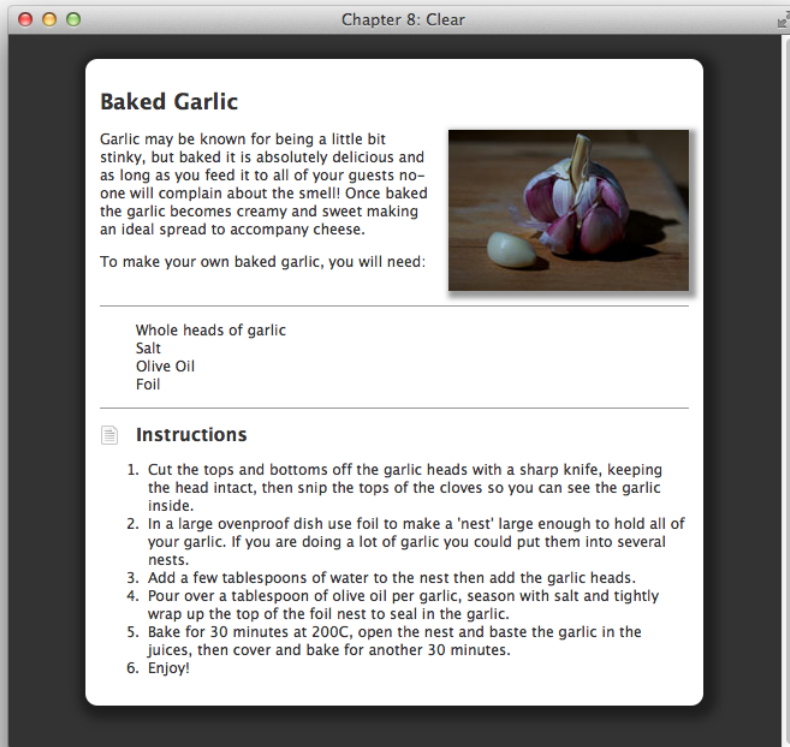 Chapter 8: Clear
Baked Garlic
Garlic may be known for being a little bit
stinky, but baked it is absolutely delicious and
as long as you feed it to all of your guests no-
one will complain about the smell! Once baked
the garlic becomes creamy and sweet making
an ideal spread to accompany cheese.
To make your own baked garlic, you will need:
Whole heads of garlic
Salt
Olive Oil
Foil
Instructions
1. Cut the tops and bottoms off the garlic heads with a sharp knife, keeping
the head intact, then snip the tops of the cloves so you can see the garlic
inside.
2. In a large ovenproof dish use foil to make a 'nest' large enough to hold all of
your garlic. If you are doing a lot of garlic you could put them into several
nests.
3. Add a few tablespoons of water to the nest then add the garlic heads.
4. Pour over a tablespoon of olive oil per garlic, season with salt and tightly
wrap up the top of the foil nest to seal in the garlic.
5. Bake for 30 minutes at 200C, open the nest and baste the garlic in the
juices, then cover and bake for another 30 minutes.
6. Enjoy!